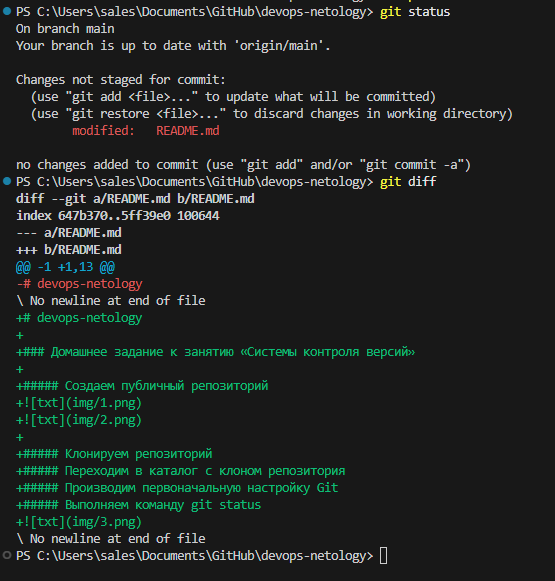 PS C:\Users\sales\Documents\GitHub\devops-netology> git status
On branch main
Your branch is up to date with 'origin/main'.

Changes not staged for commit:
  (use "git add <file>..." to update what will be committed)
  (use "git restore <file>..." to discard changes in working directory)
        modified:   README.md

no changes added to commit (use "git add" and/or "git commit -a")
PS C:\Users\sales\Documents\GitHub\devops-netology> git diff
diff --git a/README.md b/README.md
index 647b370..5ff39e0 100644
--- a/README.md
+++ b/README.md
@@ -1 +1,13 @@
-# devops-netology
\ No newline at end of file
+# devops-netology
+
+### Домашнее задание к занятию «Системы контроля версий»
+
+##### Создаем публичный репозиторий
+![txt](img/1.png)
+![txt](img/2.png)
+
+##### Клонируем репозиторий
+##### Переходим в каталог с клоном репозитория
+##### Производим первоначальную настройку Git
+##### Выполняем команду git status
+![txt](img/3.png)
\ No newline at end of file
PS C:\Users\sales\Documents\GitHub\devops-netology>